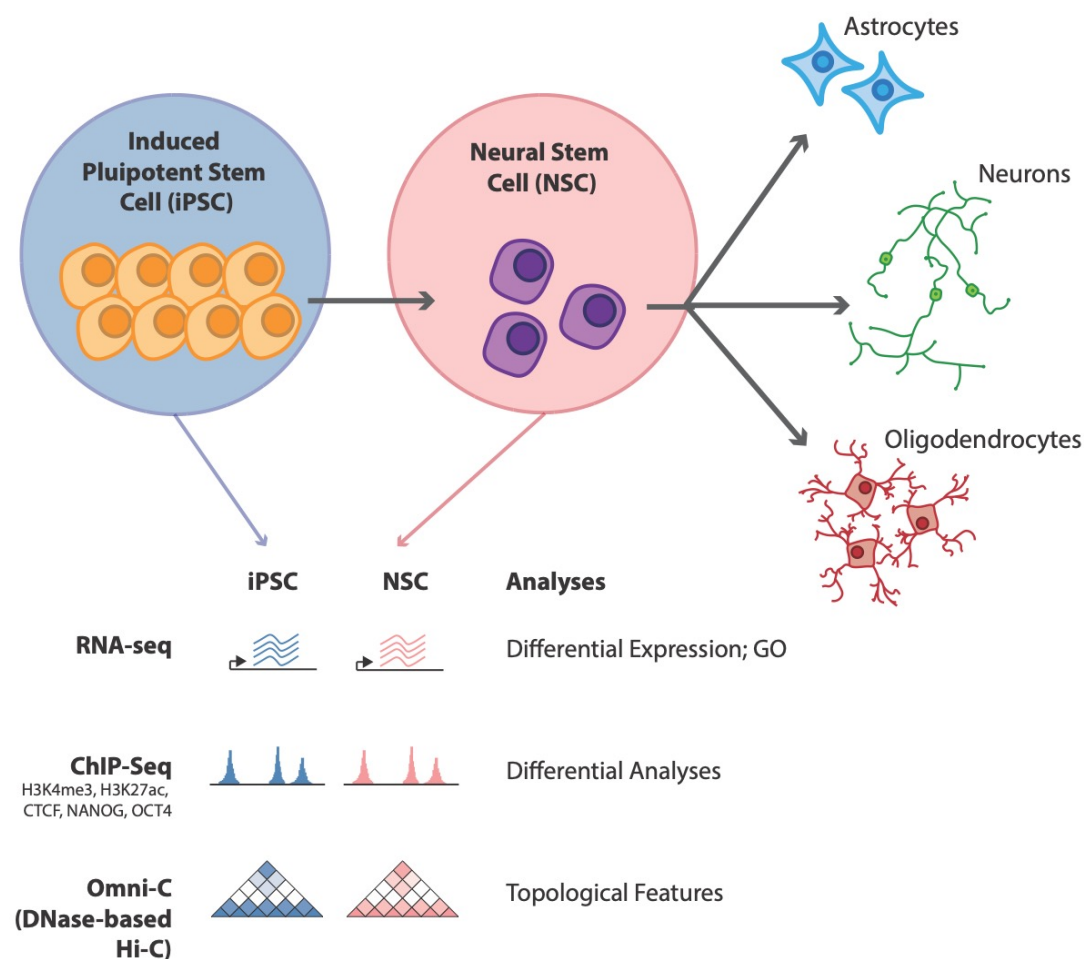 Astrocytes
Induced
Pluipotent Stem
Cell (iPSC)
Neural Stem
Cell (NSC)
Neurons
Oligodendrocytes
iPSC NSC Analyses
RNA-seq Differential Expression; GO
ChIP-Seq Differential Analyses
H3K4me3, H3K27ac,
CTCF, NANOG, OCT4
Omni-C
(DNase-based
Hi-C)
Topological Features